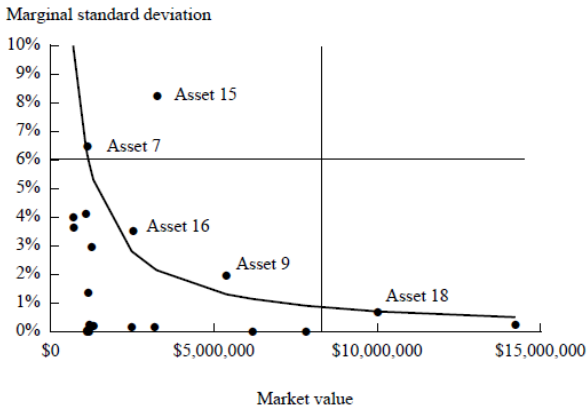 Marginal standard deviation
10%
9%
8%
7%
6%
5%
4%
3%
2%
1%
0%
Asset 15
Asset 7
Asset 16
Asset 9
Asset 18
$0
$5,000,000
$10,000,000
$15,000,000
Market value